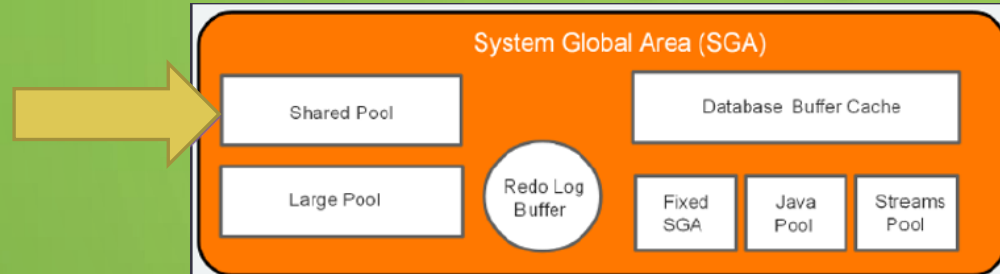 System Global Area (SGA)
Shared Pool
Database Buffer Cache
Large Pool
Redo Log
Buffer
Fixed
SGA
Java
Pool
Streams
Pool